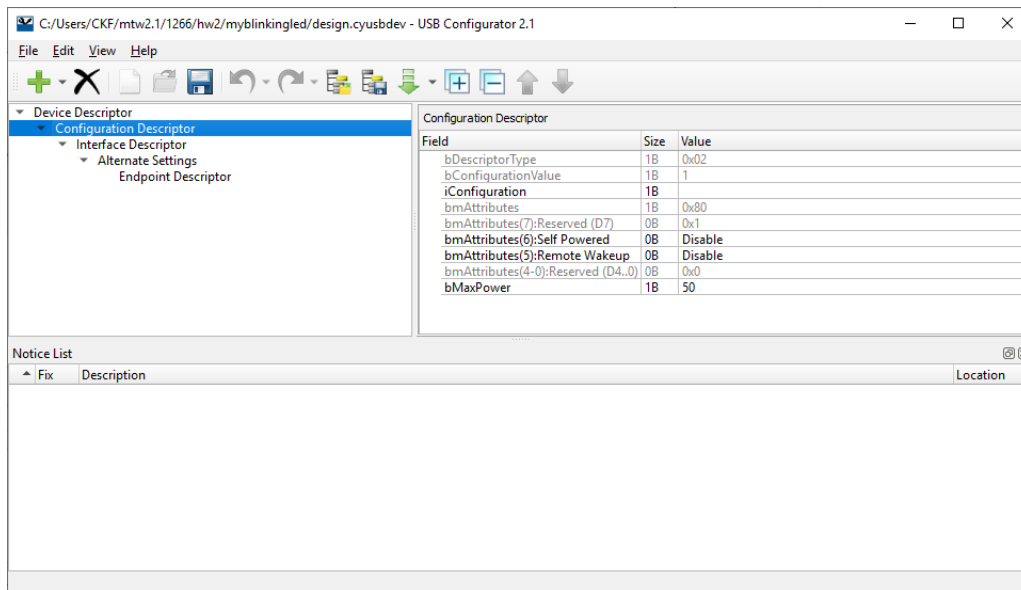 C:/Users/CKF/mtw2.1/1266/hw2/myblinkingled/design.cyusbdev - USB Configurator 2.1
File Edit View Help
Device Descriptor
Configuration Descriptor
Interface Descriptor
Alternate Settings
Endpoint Descriptor
Configuration Descriptor
Field Size Value
bDescriptorType 1B 0x02
bConfigurationValue 1B 1
iConfiguration 1B
bmAttributes 1B 0x80
bmAttributes(7):Reserved (D7) 0B 0x1
bmAttributes(6):Self Powered 0B Disable
bmAttributes(5):Remote Wakeup 0B Disable
bmAttributes(4-0):Reserved (D4..0) 0B 0x0
bMaxPower 1B 50
Notice List
Fix Description Location